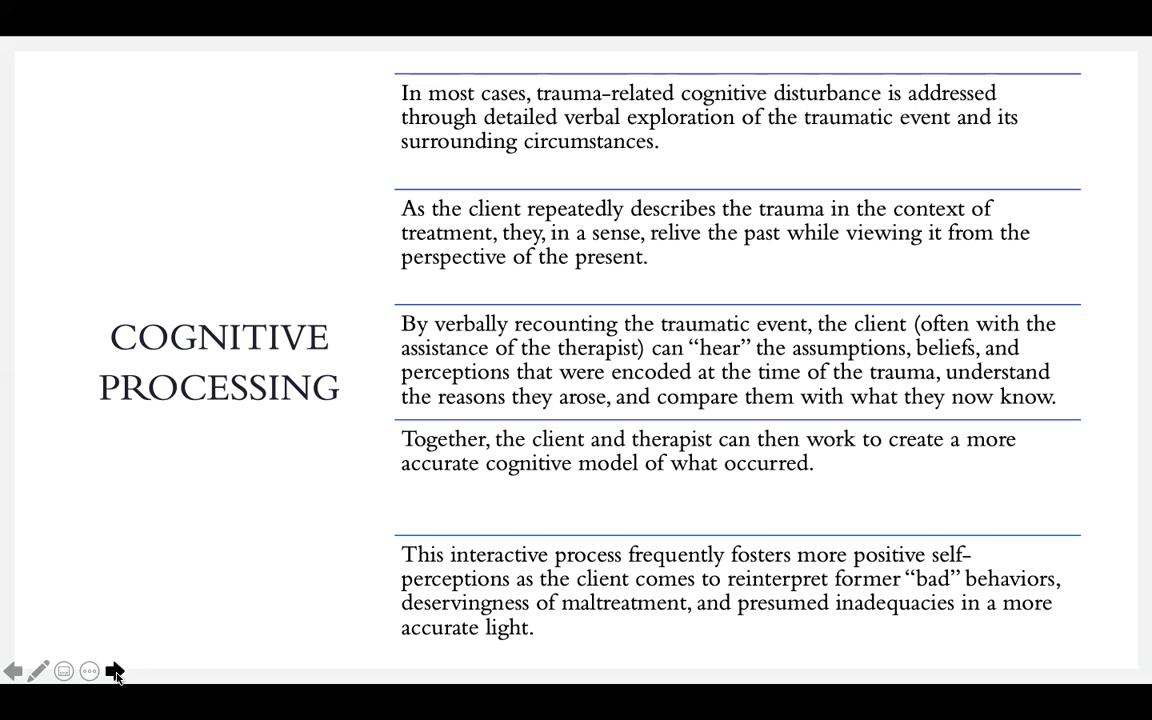 COGNITIVE
PROCESSING
In most cases, trauma-related cognitive disturbance is addressed
through detailed verbal exploration of the traumatic event and its
surrounding circumstances.
As the client repeatedly describes the trauma in the context of
treatment, they, in a sense, relive the past while viewing it from the
perspective of the present.
By verbally recounting the traumatic event, the client (often with the
assistance of the therapist) can “hear” the assumptions, beliefs, and
perceptions that were encoded at the time of the trauma, understand
the reasons they arose, and compare them with what they now know.
Together, the client and therapist can then work to create a more
accurate cognitive model of what occurred.
This interactive process frequently fosters more positive self-
perceptions as the client comes to reinterpret former “bad” behaviors,
deservingness of maltreatment, and presumed inadequacies in a more
accurate light.